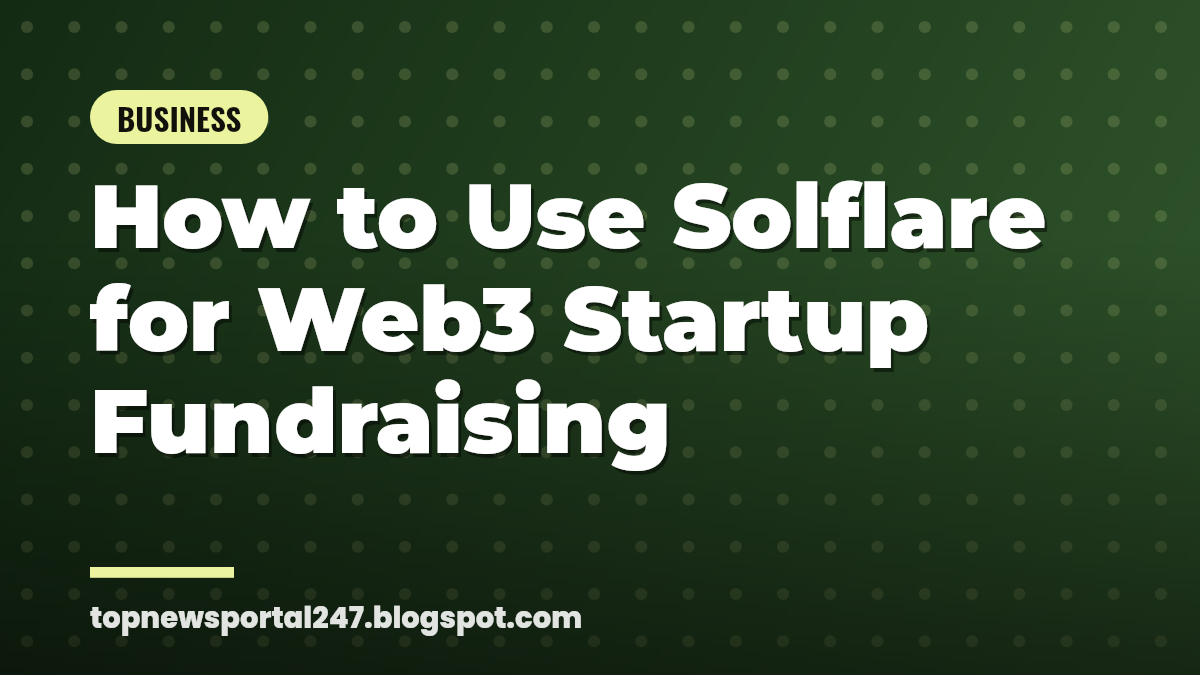 BUSINESS
How to Use Solflare
for Web3 Startup
Fundraising
topnewsportal247.blogspot.com